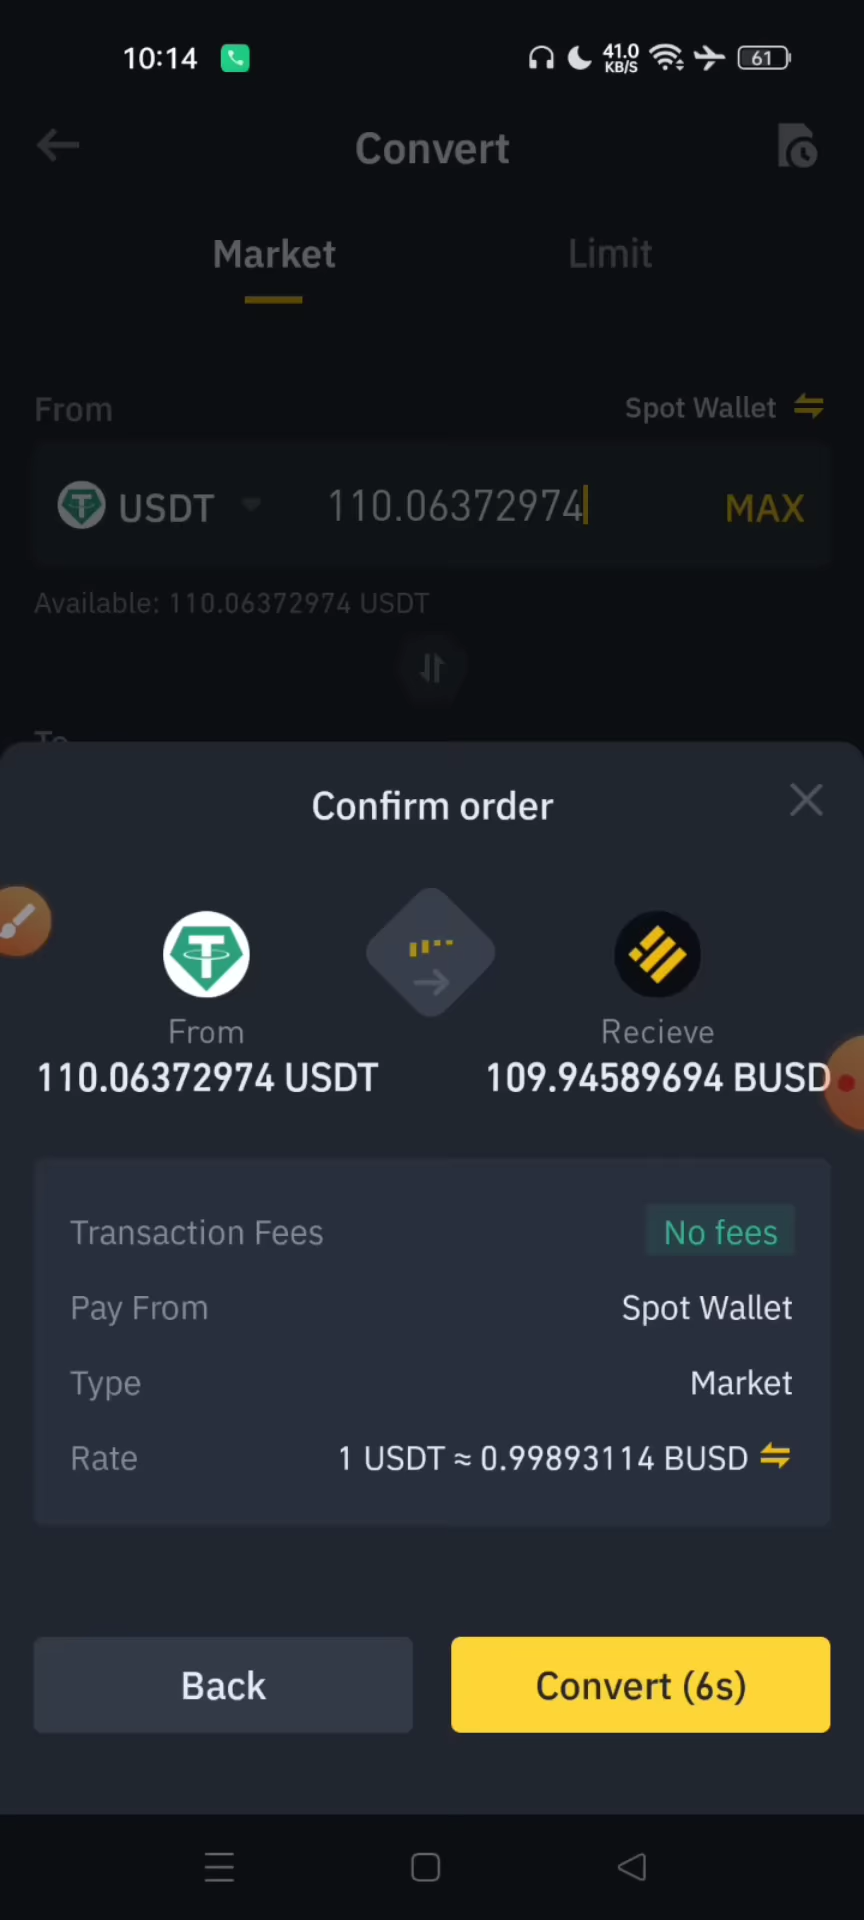 10:14 41.0 KB/S 61
Convert
Market Limit
From Spot Wallet
USDT 110.06372974 MAX
Available: 110.06372974 USDT
To
Confirm order
From Recieve
110.06372974 USDT 109.94589694 BUSD
Transaction Fees No fees
Pay From Spot Wallet
Type Market
Rate 1 USDT ≈ 0.99893114 BUSD
Back Convert (6s)